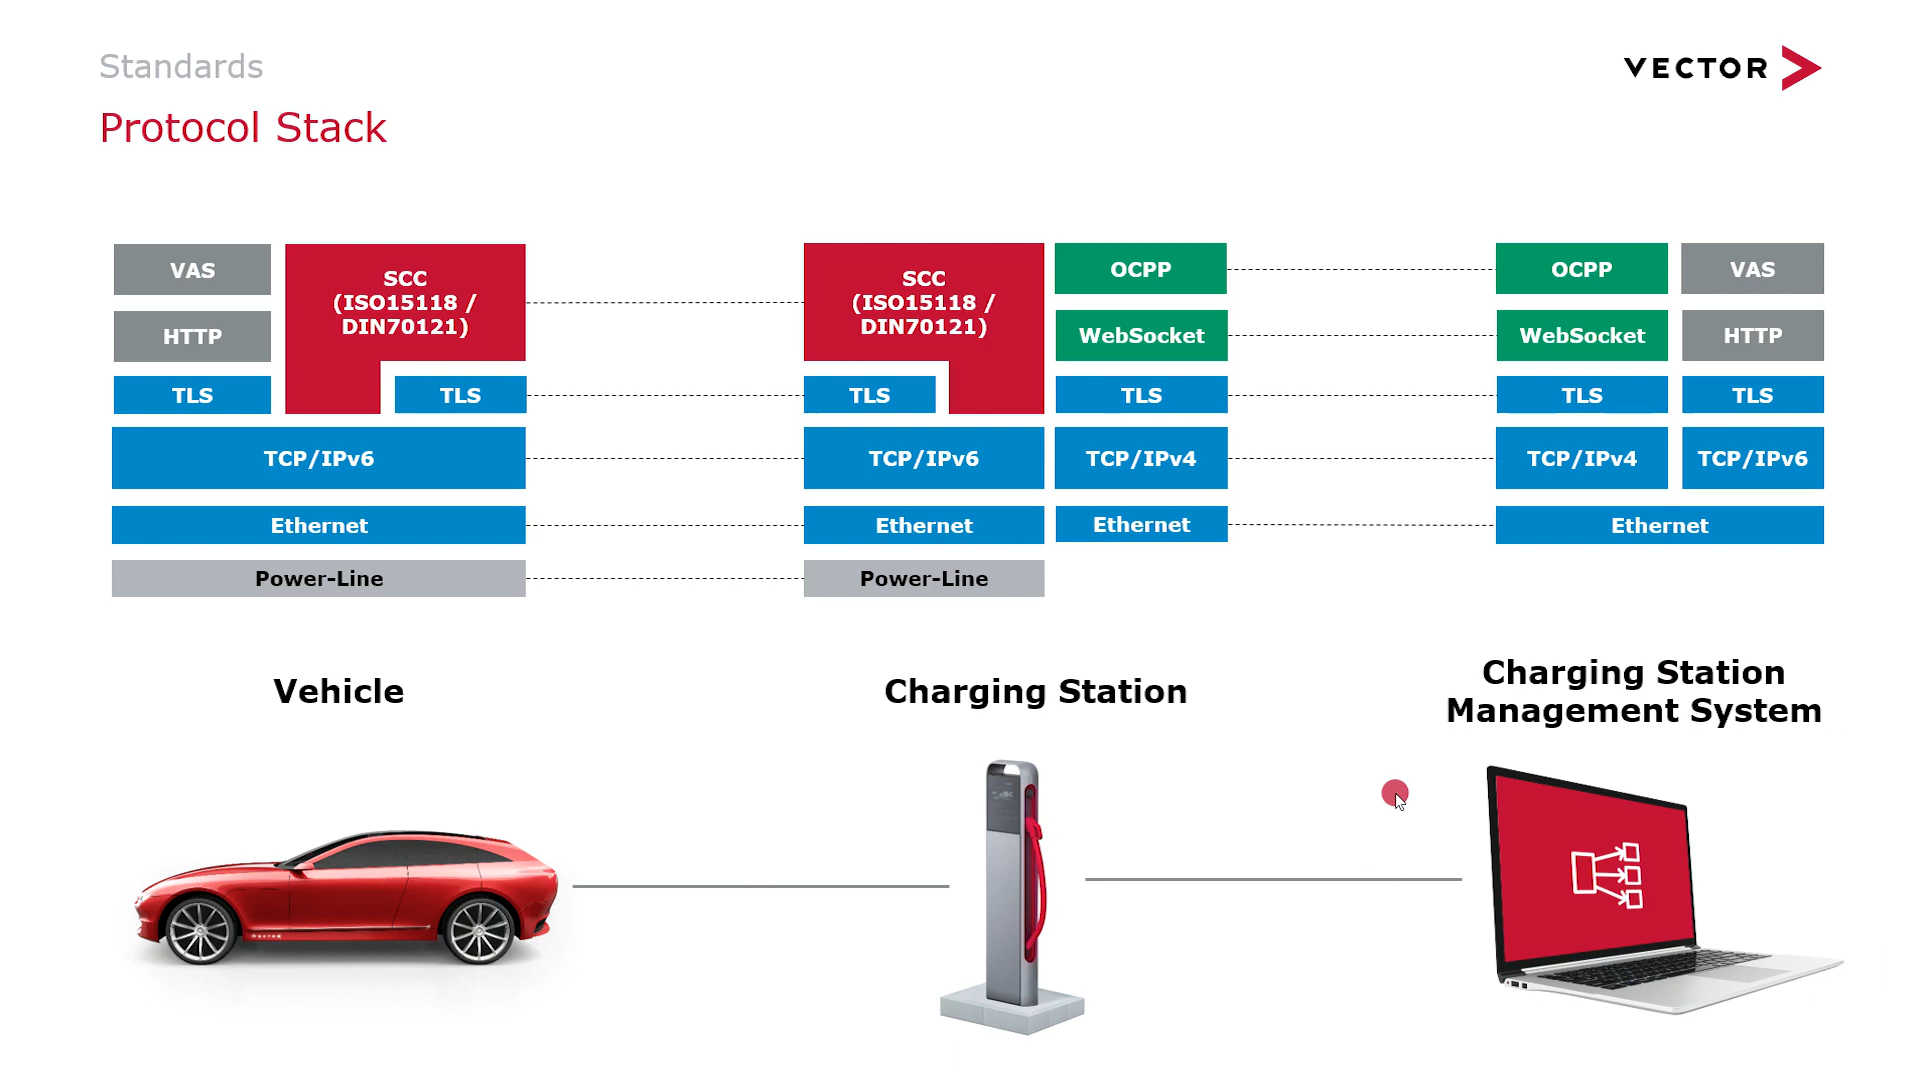 Standards
VECTOR
Protocol Stack
VAS
HTTP
TLS
SCC
(ISO15118 /
DIN70121)
TLS
TCP/IPv6
Ethernet
Power-Line
SCC
(ISO15118 /
DIN70121)
TLS
TCP/IPv6
Ethernet
Power-Line
OCPP
WebSocket
TLS
TCP/IPv4
Ethernet
OCPP
WebSocket
TLS
TCP/IPv4
VAS
HTTP
TLS
TCP/IPv6
Ethernet
Vehicle
Charging Station
Charging Station
Management System